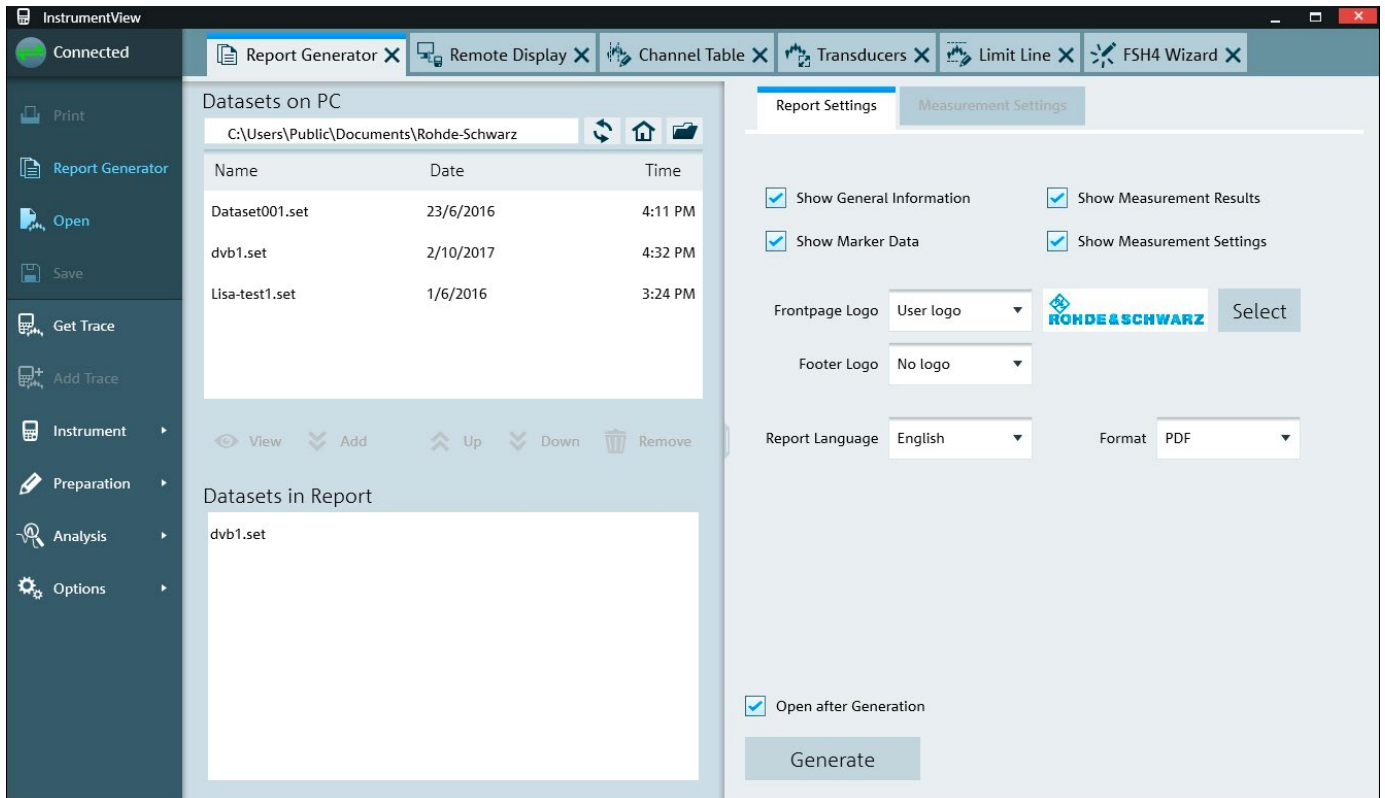 InstrumentView
Connected
Report Generator
Remote Display
Channel Table
Transducers
Limit Line
FSH4 Wizard
Print
Report Generator
Open
Save
Get Trace
Add Trace
Instrument
Preparation
Analysis
Options
Datasets on PC
C:\Users\Public\Documents\Rohde-Schwarz
Name Date Time
Dataset001.set 23/6/2016 4:11 PM
dvb1.set 2/10/2017 4:32 PM
Lisa-test1.set 1/6/2016 3:24 PM
View Add Up Down Remove
Datasets in Report
dvb1.set
Report Settings Measurement Settings
Show General Information Show Measurement Results
Show Marker Data Show Measurement Settings
Frontpage Logo User logo ROHDE&SCHWARZ Select
Footer Logo No logo
Report Language English Format PDF
Open after Generation
Generate